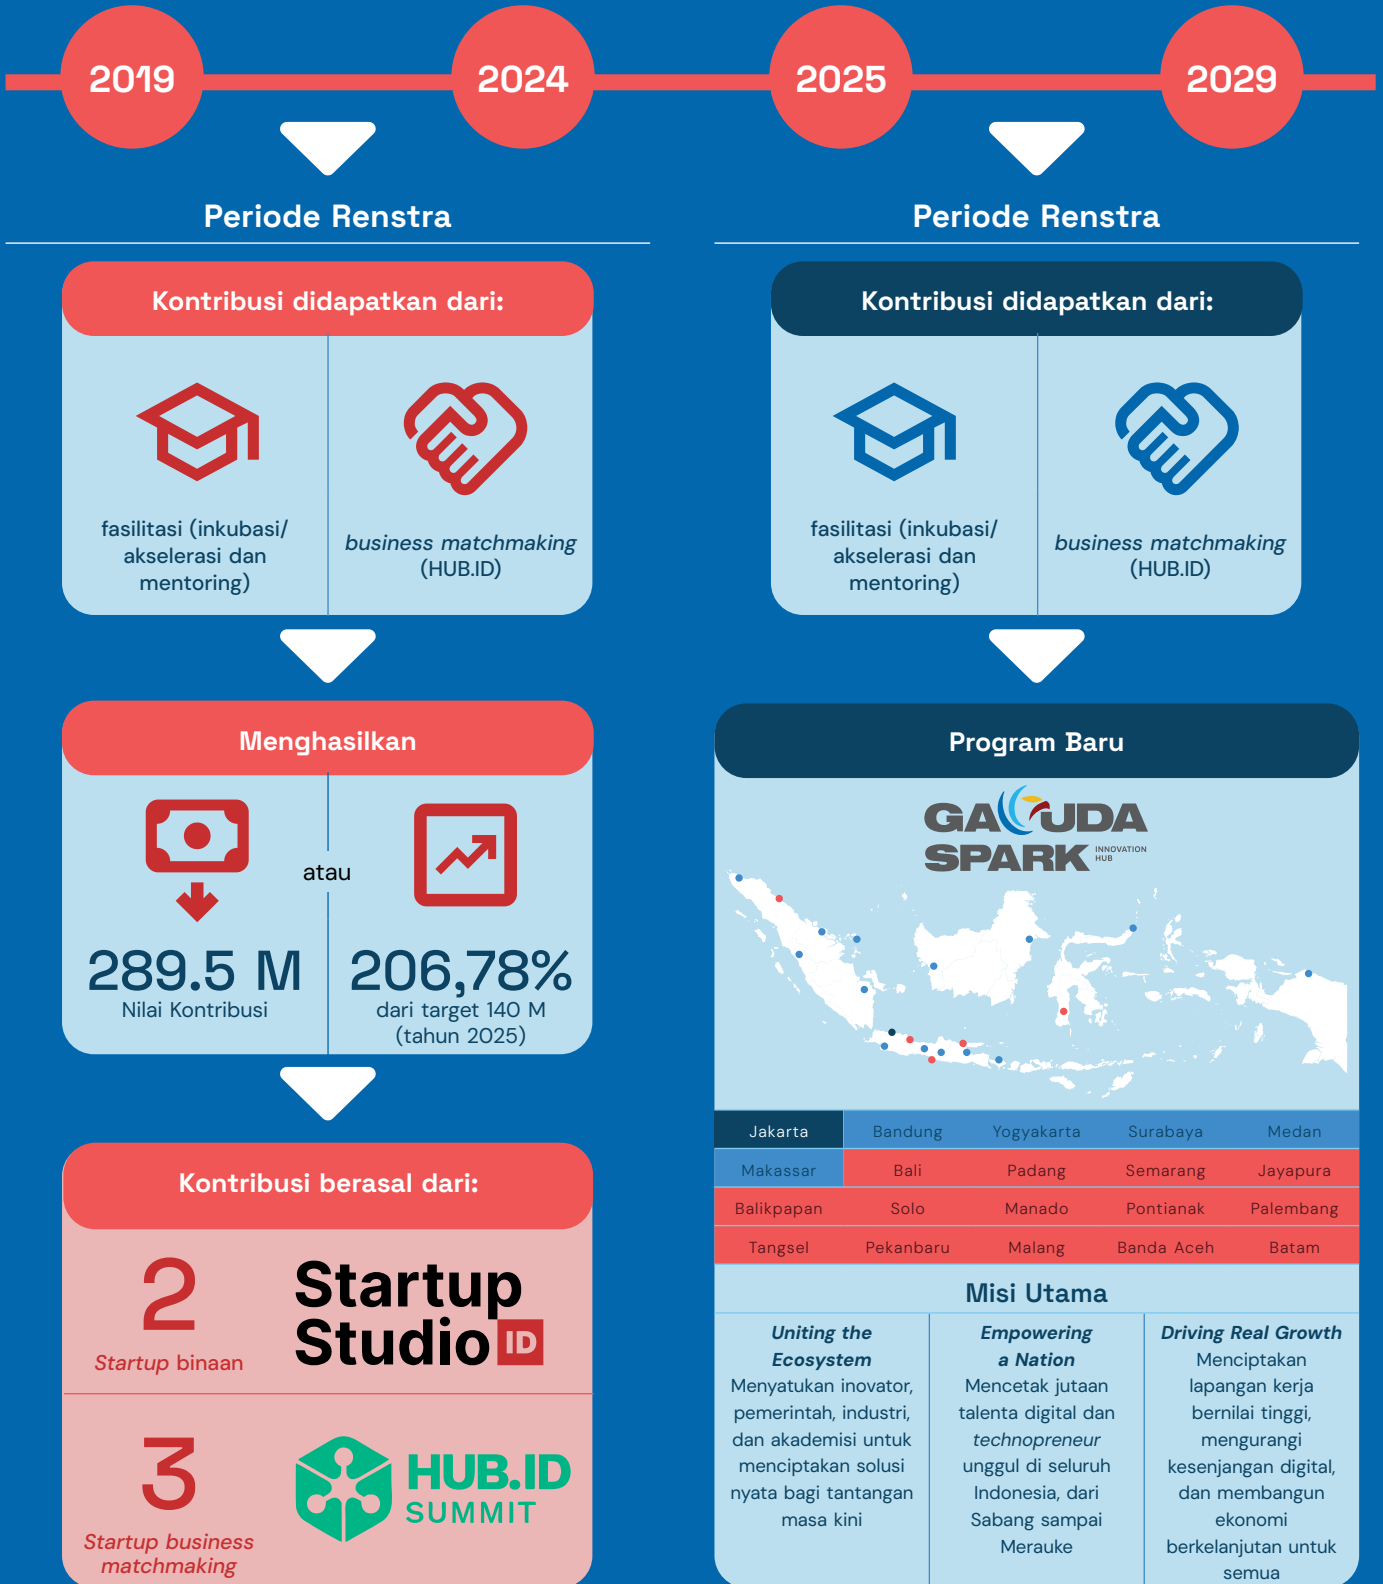 2019
2024
2025
2029
Periode Renstra
Kontribusi didapatkan dari:
fasilitasi (inkubasi/
akselerasi dan
mentoring)
business matchmaking
(HUB.ID)
Menghasilkan
289.5 M
Nilai Kontribusi
atau
206,78%
dari target 140 M
(tahun 2025)
Kontribusi berasal dari:
2
Startup binaan
Startup
Studio ID
3
Startup business
matchmaking
HUB.ID
SUMMIT
Periode Renstra
Kontribusi didapatkan dari:
fasilitasi (inkubasi/
akselerasi dan
mentoring)
business matchmaking
(HUB.ID)
Program Baru
GARUDA
SPARK INNOVATION
HUB
Jakarta Bandung Yogyakarta Surabaya Medan
Makassar Bali Padang Semarang Jayapura
Balikpapan Solo Manado Pontianak Palembang
Tangsel Pekanbaru Malang Banda Aceh Batam
Misi Utama
Uniting the
Ecosystem
Menyatukan inovator,
pemerintah, industri,
dan akademisi untuk
menciptakan solusi
nyata bagi tantangan
masa kini
Empowering
a Nation
Mencetak jutaan
talenta digital dan
technopreneur
unggul di seluruh
Indonesia, dari
Sabang sampai
Merauke
Driving Real Growth
Menciptakan
lapangan kerja
bernilai tinggi,
mengurangi
kesenjangan digital,
dan membangun
ekonomi
berkelanjutan untuk
semua